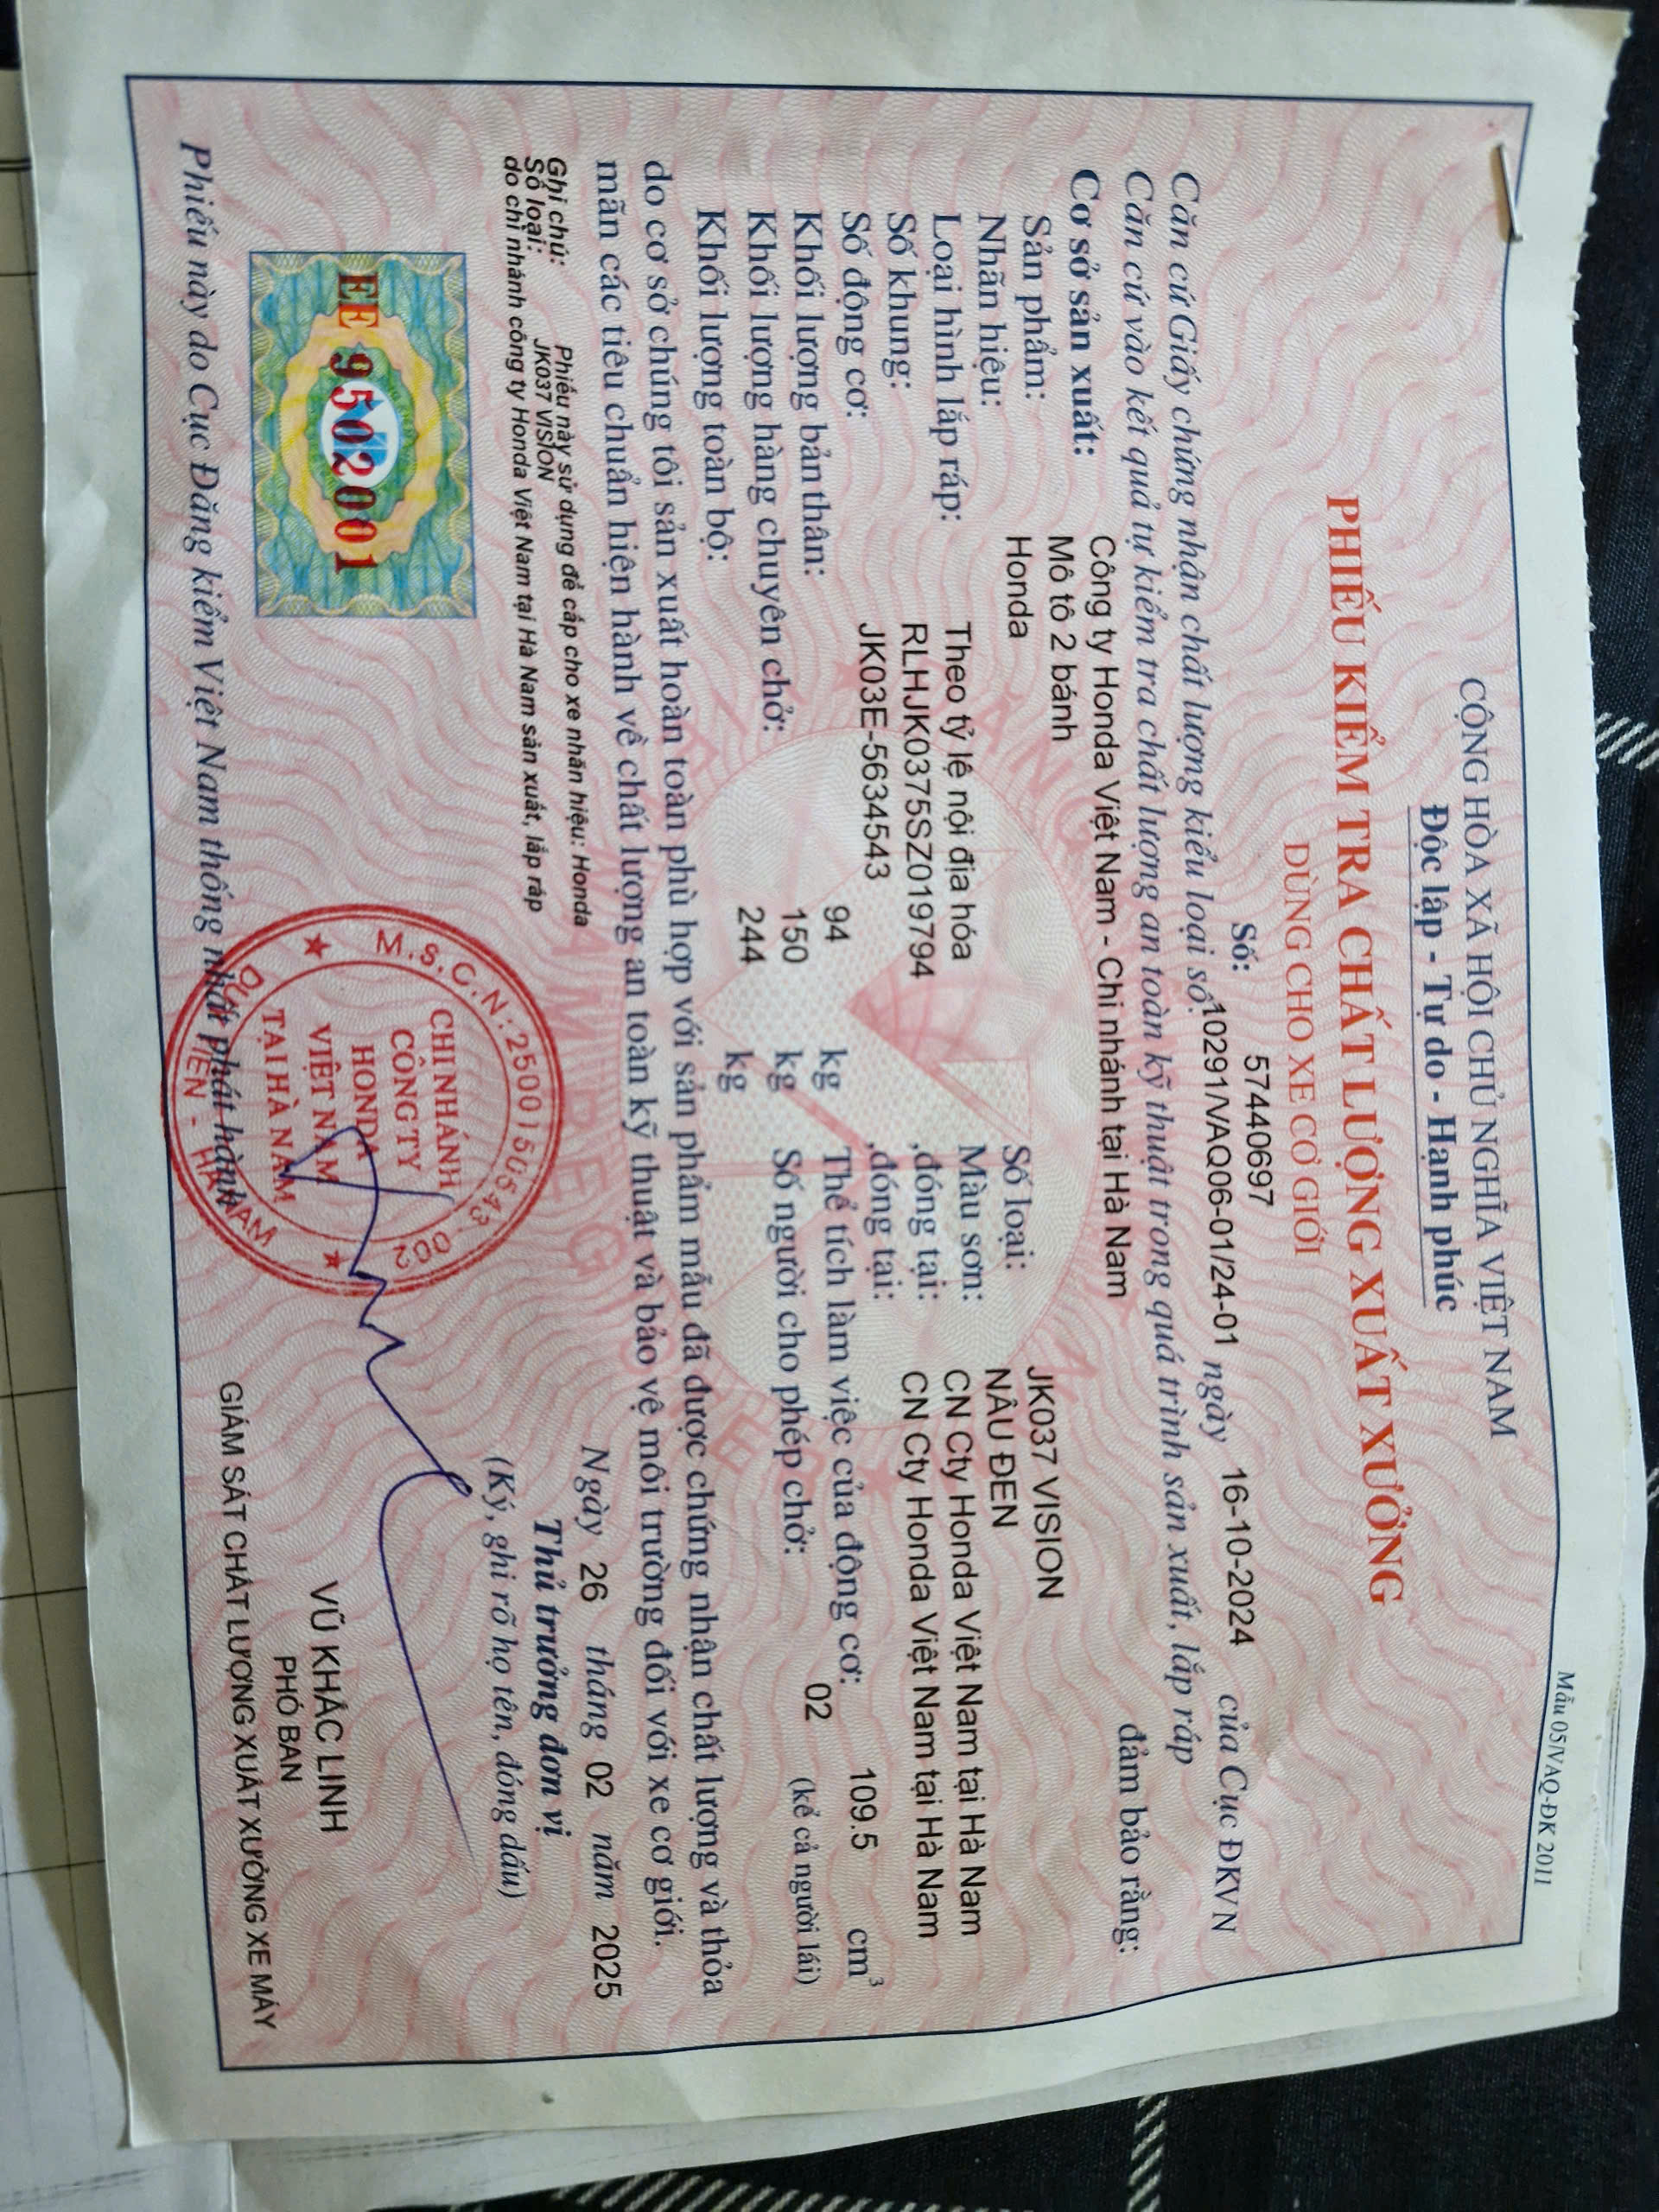 Mẫu 05/VAQ-ĐK 2011
CỘNG HÒA XÃ HỘI CHỦ NGHĨA VIỆT NAM
Độc lập - Tự do - Hạnh phúc
PHIẾU KIỂM TRA CHẤT LƯỢNG XUẤT XƯỞNG
DÙNG CHO XE CƠ GIỚI
Số: 57440697
Căn cứ Giấy chứng nhận chất lượng kiểu loại số: 10291/VAQ06-01/24-01 ngày 16-10-2024 của Cục ĐKVN
Căn cứ vào kết quả tự kiểm tra chất lượng an toàn kỹ thuật trong quá trình sản xuất, lắp ráp
Cơ sở sản xuất: Công ty Honda Việt Nam - Chi nhánh tại Hà Nam đảm bảo rằng:
Sản phẩm: Mô tô 2 bánh
Nhãn hiệu: Honda Số loại: JK037 VISION
Loại hình lắp ráp: Theo tỷ lệ nội địa hóa Màu sơn: NÂU ĐEN
Số khung: RLHJK0375SZ019794 ,đóng tại: CN Cty Honda Việt Nam tại Hà Nam
Số động cơ: JK03E-5634543 ,đóng tại: CN Cty Honda Việt Nam tại Hà Nam
Khối lượng bản thân: 94 kg Thể tích làm việc của động cơ: 109.5 cm³
Khối lượng hàng chuyên chở: 150 kg Số người cho phép chở: 02 (kể cả người lái)
Khối lượng toàn bộ: 244 kg
do cơ sở chúng tôi sản xuất hoàn toàn phù hợp với sản phẩm mẫu đã được chứng nhận chất lượng và thỏa
mãn các tiêu chuẩn hiện hành về chất lượng an toàn kỹ thuật và bảo vệ môi trường đối với xe cơ giới.
Ngày 26 tháng 02 năm 2025
Ghi chú: Phiếu này sử dụng để cấp cho xe nhãn hiệu: Honda
Số loại: JK037 VISION
do chi nhánh công ty Honda Việt Nam tại Hà Nam sản xuất, lắp ráp
Thủ trưởng đơn vị
(Ký, ghi rõ họ tên, đóng dấu)
M.S.C.N: 2500150543-002
CHI NHÁNH
CÔNG TY
HONDA
VIỆT NAM
TẠI HÀ NAM
EE 9502001
VŨ KHẮC LINH
PHÓ BAN
GIÁM SÁT CHẤT LƯỢNG XUẤT XƯỞNG XE MÁY
Phiếu này do Cục Đăng kiểm Việt Nam thống nhất phát hành